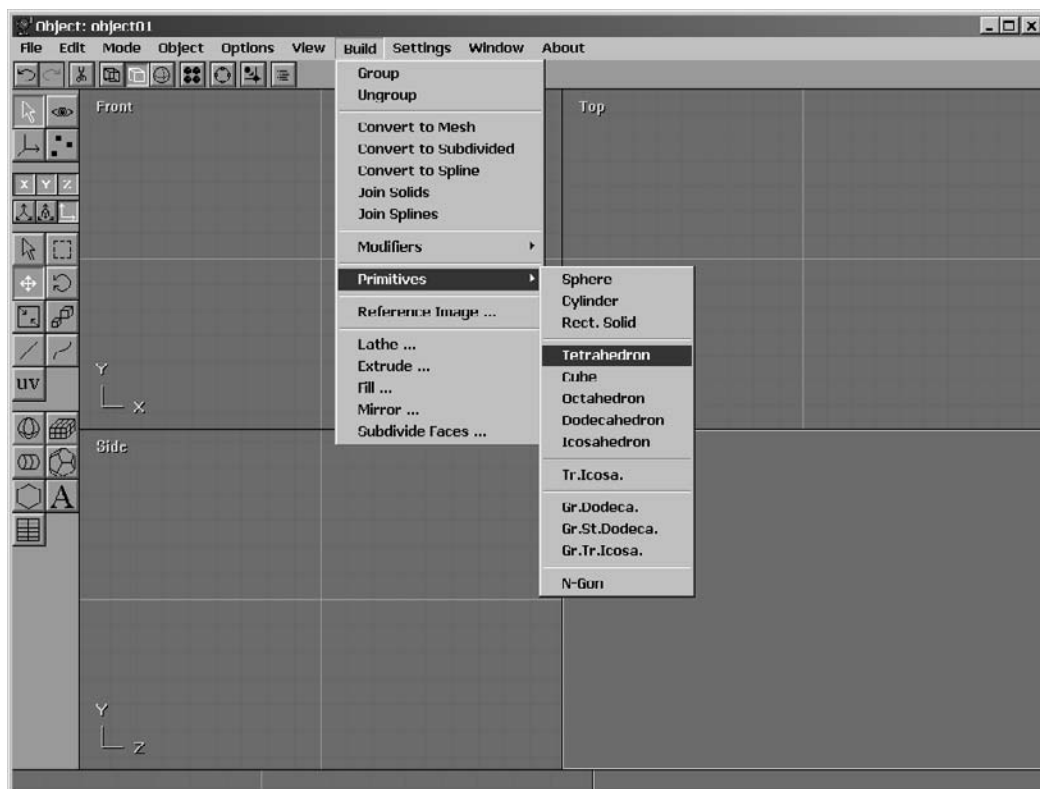 Object: object01
File Edit Mode Object Options View Build Settings Window About
Group
Ungroup
Convert to Mesh
Convert to Subdivided
Convert to Spline
Join Solids
Join Splines
Modifiers
Primitives
Reference Image ...
Lathe ...
Extrude ...
Fill ...
Mirror ...
Subdivide Faces ...
Sphere
Cylinder
Rect. Solid
Tetrahedron
Cube
Octahedron
Dodecahedron
Icosahedron
Tr.Icosa.
Gr.Dodeca.
Gr.St.Dodeca.
Gr.Tr.Icosa.
N-Gon
Front
Top
Side
X Y Z
UV
A
Y
X
Y
Z